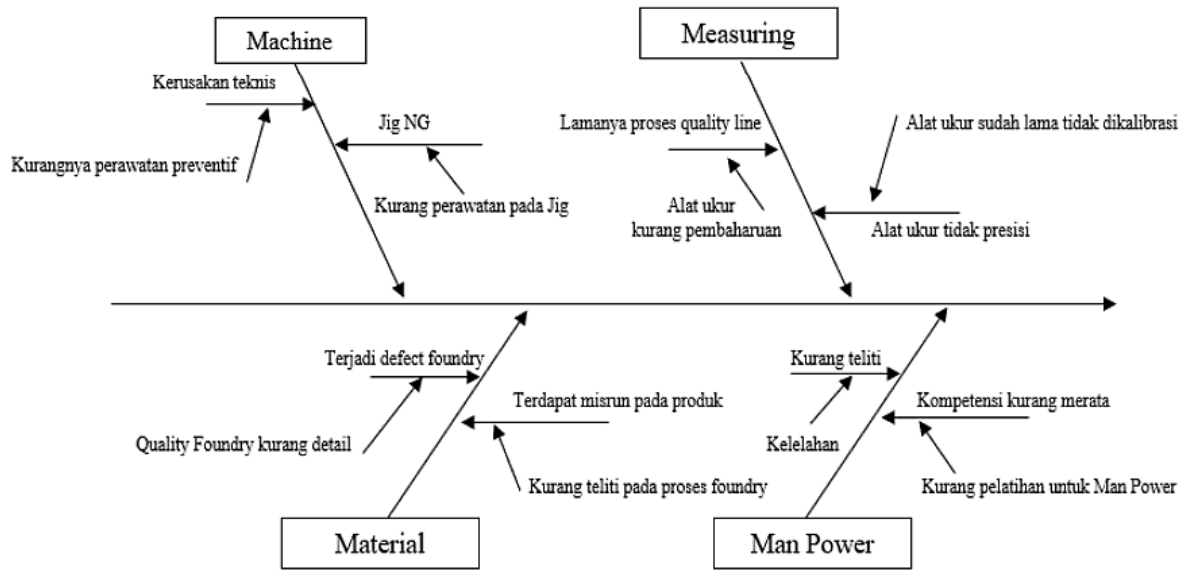 Machine
Measuring
Kerusakan teknis
Jig NG
Kurangnya perawatan preventif
Kurang perawatan pada Jig
Lamanya proses quality line
Alat ukur sudah lama tidak dikalibrasi
Alat ukur
kurang pembaharuan
Alat ukur tidak presisi
Terjadi defect foundry
Terdapat misrun pada produk
Quality Foundry kurang detail
Kurang teliti pada proses foundry
Kurang teliti
Kompetensi kurang merata
Kelelahan
Kurang pelatihan untuk Man Power
Material
Man Power